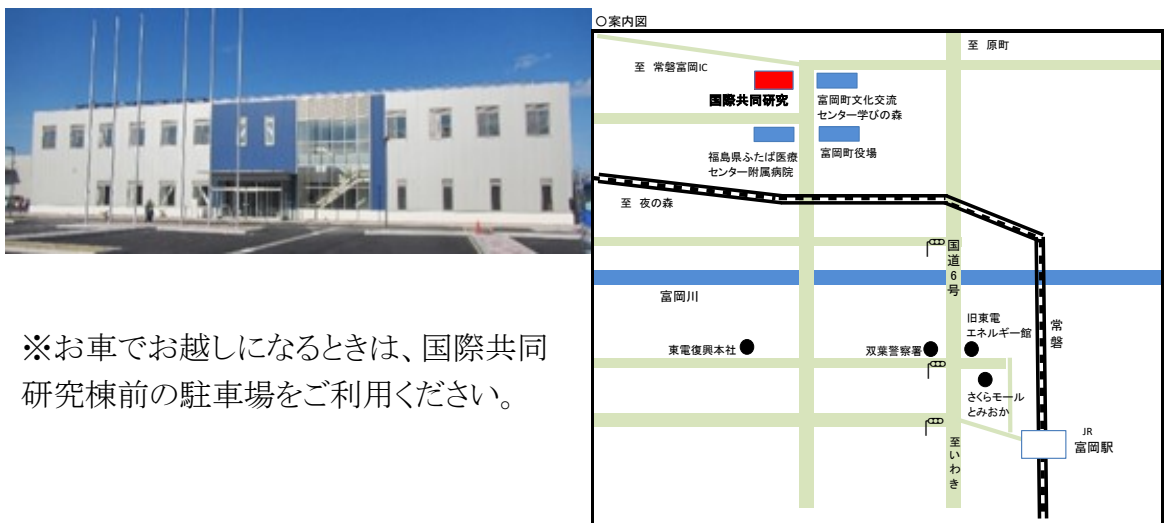 ○案内図
至 原町
至 常磐富岡IC
国際共同研究
富岡町文化交流
センター学びの森
福島県ふたば医療
センター附属病院
富岡町役場
至 夜の森
国道6号
富岡川
旧東電
エネルギー館
常磐
東電復興本社
双葉警察署
さくらモール
とみおか
至いわき
JR
富岡駅
※お車でお越しになるときは、国際共同
研究棟前の駐車場をご利用ください。